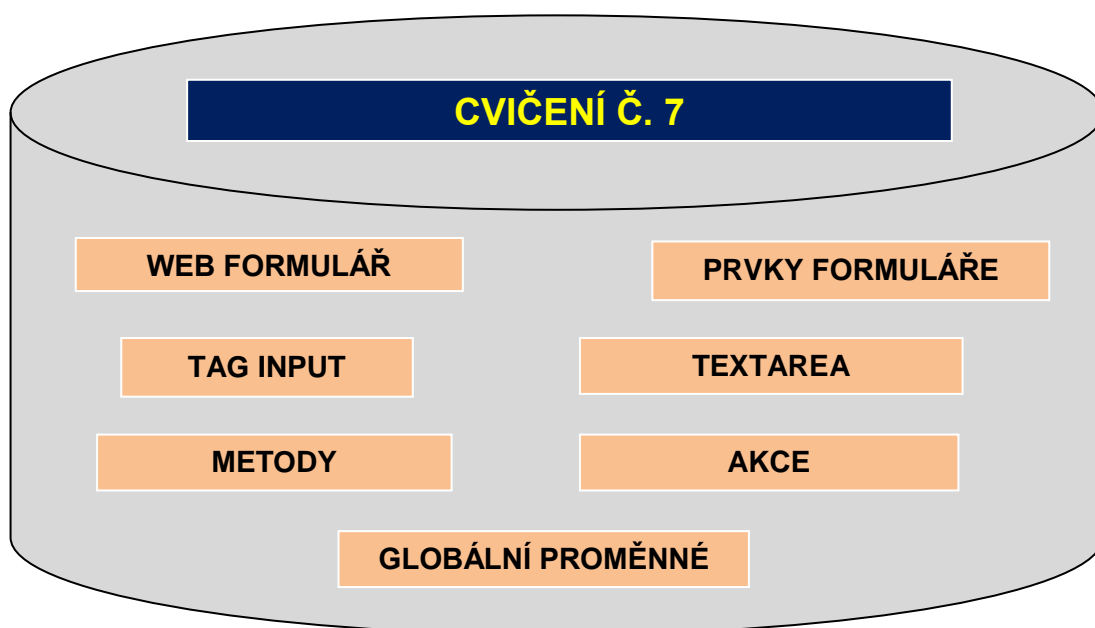 CVIČENÍ Č. 7
WEB FORMULÁŘ
PRVKY FORMULÁŘE
TAG INPUT
TEXTAREA
METODY
AKCE
GLOBÁLNÍ PROMĚNNÉ